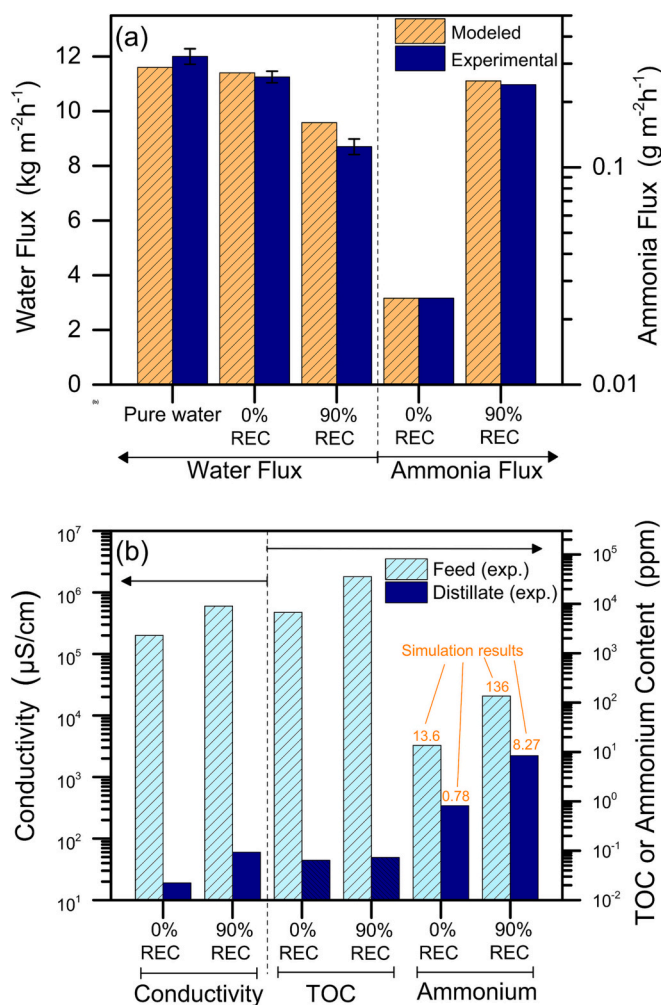 (a)
Modeled
Experimental
Water Flux (kg m⁻²h⁻¹)
12
10
8
6
4
2
0
Ammonia Flux (g m⁻²h⁻¹)
0.1
0.01
(b)
Pure water
0%
REC
90%
REC
0%
REC
90%
REC
Water Flux
Ammonia Flux
(b)
Feed (exp.)
Distillate (exp.)
Simulation results
13.6
0.78
136
8.27
Conductivity (µS/cm)
10⁷
10⁶
10⁵
10⁴
10³
10²
10¹
TOC or Ammonium Content (ppm)
10⁵
10⁴
10³
10²
10¹
10⁰
10⁻¹
10⁻²
0%
REC
90%
REC
0%
REC
90%
REC
0%
REC
90%
REC
Conductivity
TOC
Ammonium